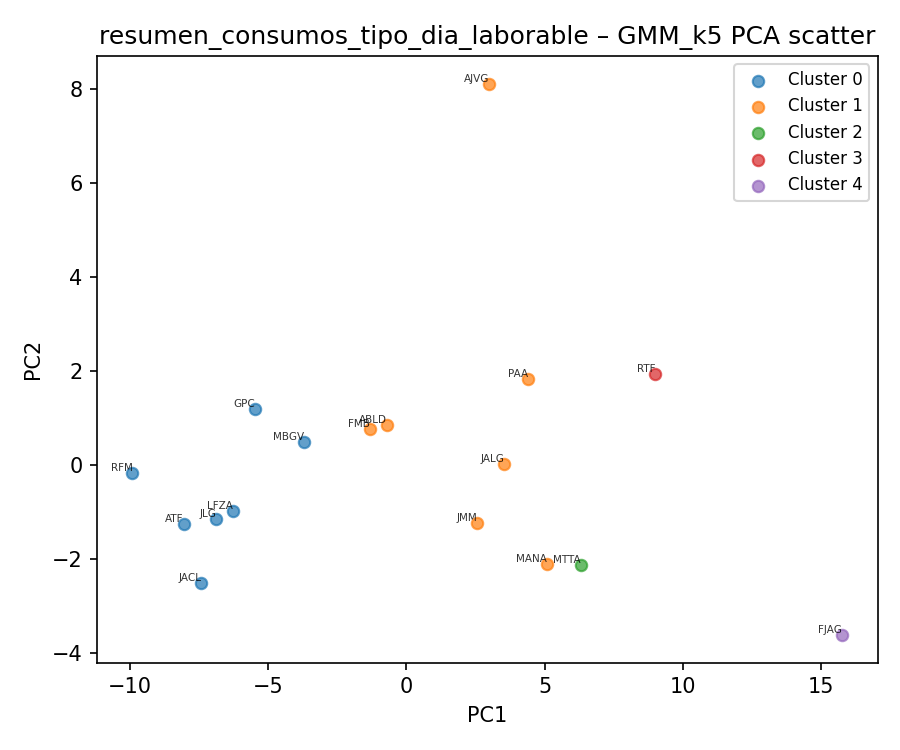 resumen_consumos_tipo_dia_laborable – GMM_k5 PCA scatter
Cluster 0
Cluster 1
Cluster 2
Cluster 3
Cluster 4
AJVG
PAA
RTF
GPC
ABLD
FMB
MBGV
JALG
RFM
LFZA
JLG
ATF
JMM
MANA
MTTA
JACL
FJAG
8
6
4
2
0
−2
−4
PC2
−10
−5
0
5
10
15
PC1